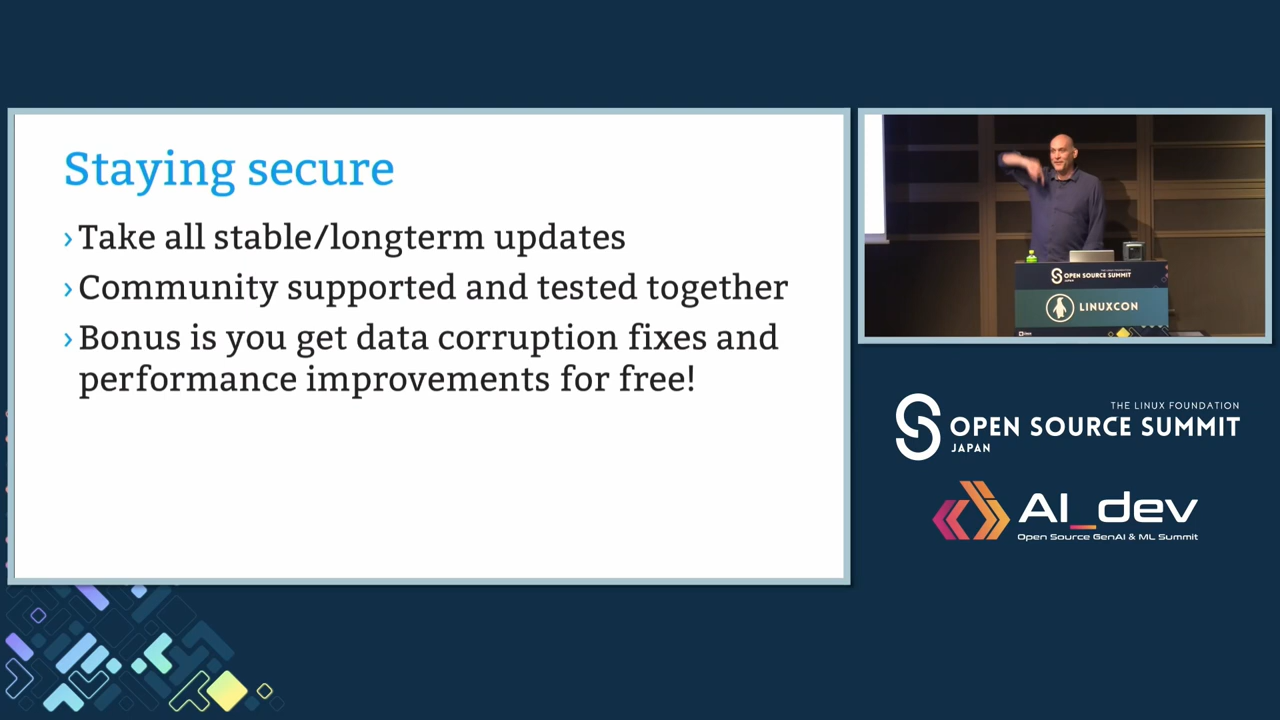 Staying secure
› Take all stable/longterm updates
› Community supported and tested together
› Bonus is you get data corruption fixes and
performance improvements for free!
OPEN SOURCE SUMMIT
LINUXCON
THE LINUX FOUNDATION
OPEN SOURCE SUMMIT
JAPAN
AI_dev
Open Source GenAI & ML Summit